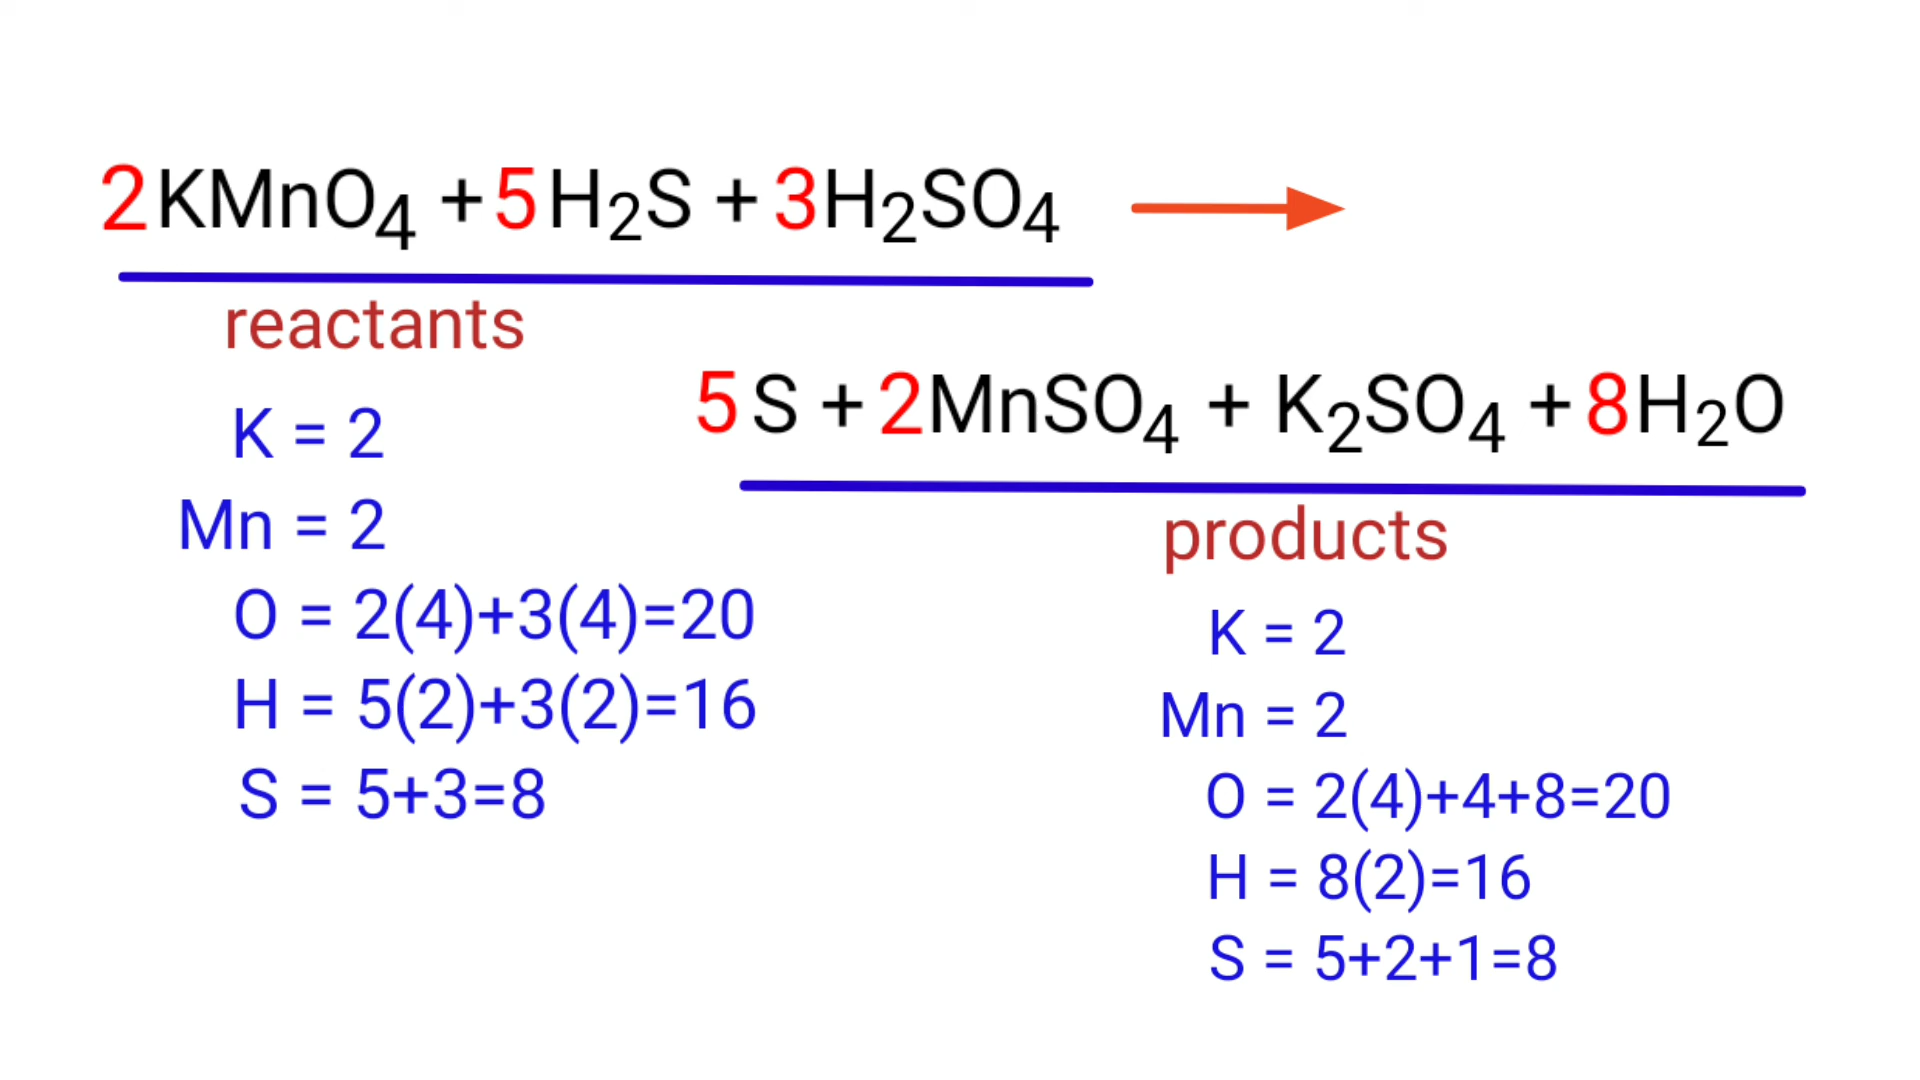 2KMnO₄ + 5H₂S + 3H₂SO₄
reactants
5S + 2MnSO₄ + K₂SO₄ + 8H₂O
products
K = 2
Mn = 2
O = 2(4)+3(4)=20
H = 5(2)+3(2)=16
S = 5+3=8
K = 2
Mn = 2
O = 2(4)+4+8=20
H = 8(2)=16
S = 5+2+1=8